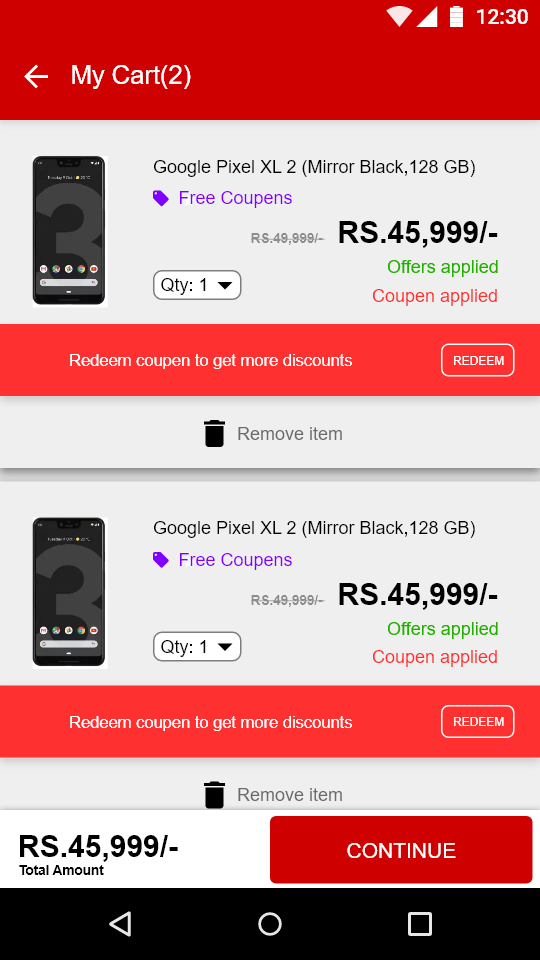 12:30
My Cart(2)
Google Pixel XL 2 (Mirror Black,128 GB)
Free Coupens
RS.49,999/- RS.45,999/-
Offers applied
Qty: 1
Coupen applied
Redeem coupen to get more discounts REDEEM
Remove item
Google Pixel XL 2 (Mirror Black,128 GB)
Free Coupens
RS.49,999/- RS.45,999/-
Offers applied
Qty: 1
Coupen applied
Redeem coupen to get more discounts REDEEM
Remove item
RS.45,999/-
Total Amount
CONTINUE